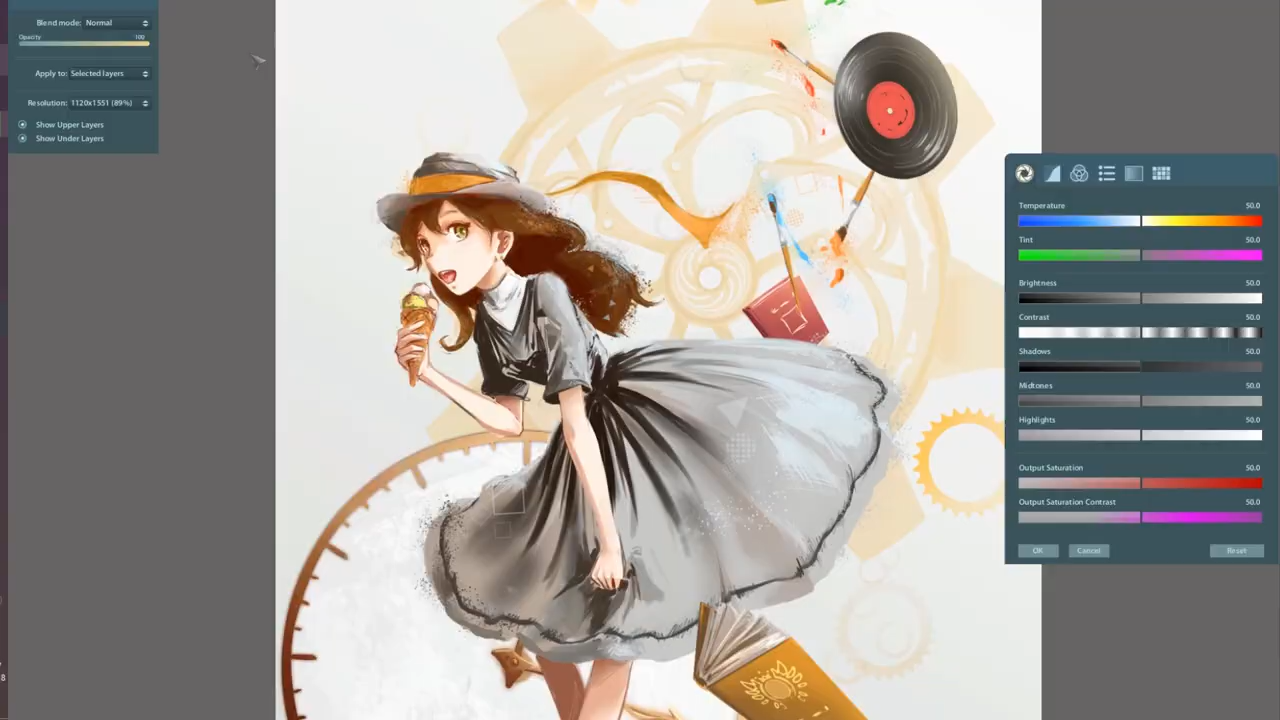 Blend mode: Normal
Opacity 100
Apply to: Selected layers
Resolution: 1120x1551 (89%)
Show Upper Layers
Show Under Layers
Temperature 50.0
Tint 50.0
Brightness 50.0
Contrast 50.0
Shadows 50.0
Midtones 50.0
Highlights 50.0
Output Saturation 50.0
Output Saturation Contrast 50.0
OK Cancel Reset
8